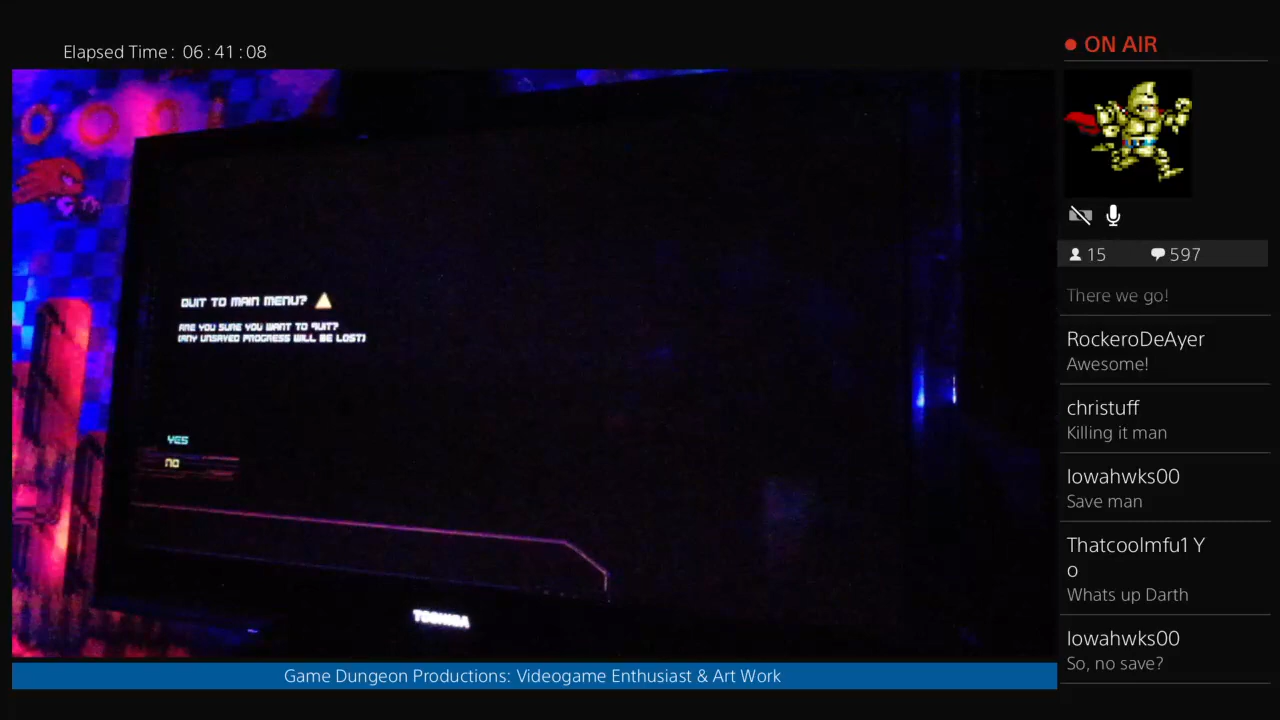 Elapsed Time: 06:41:08
ON AIR
QUIT TO MAIN MENU?
ARE YOU SURE YOU WANT TO QUIT?
(ANY UNSAVED PROGRESS WILL BE LOST)
YES
NO
TOSHIBA
15 597
There we go!
RockeroDeAyer
Awesome!
christuff
Killing it man
Iowahwks00
Save man
Thatcoolmfu1Y
o
Whats up Darth
Iowahwks00
So, no save?
Game Dungeon Productions: Videogame Enthusiast & Art Work